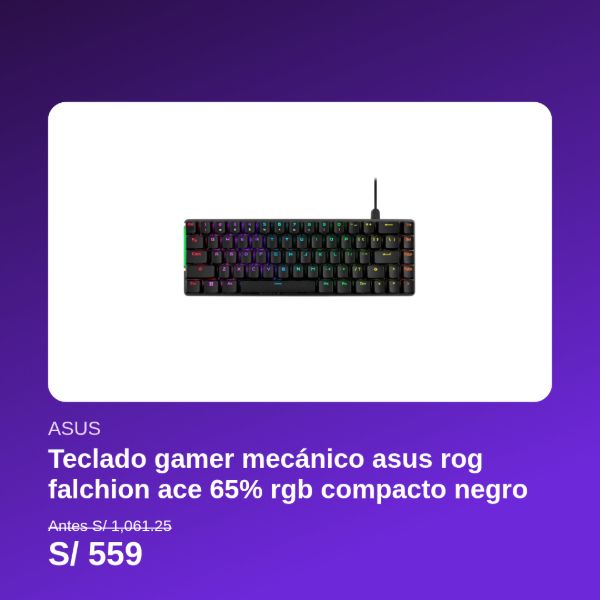 ASUS
Teclado gamer mecánico asus rog
falchion ace 65% rgb compacto negro
Antes S/ 1,061.25
S/ 559